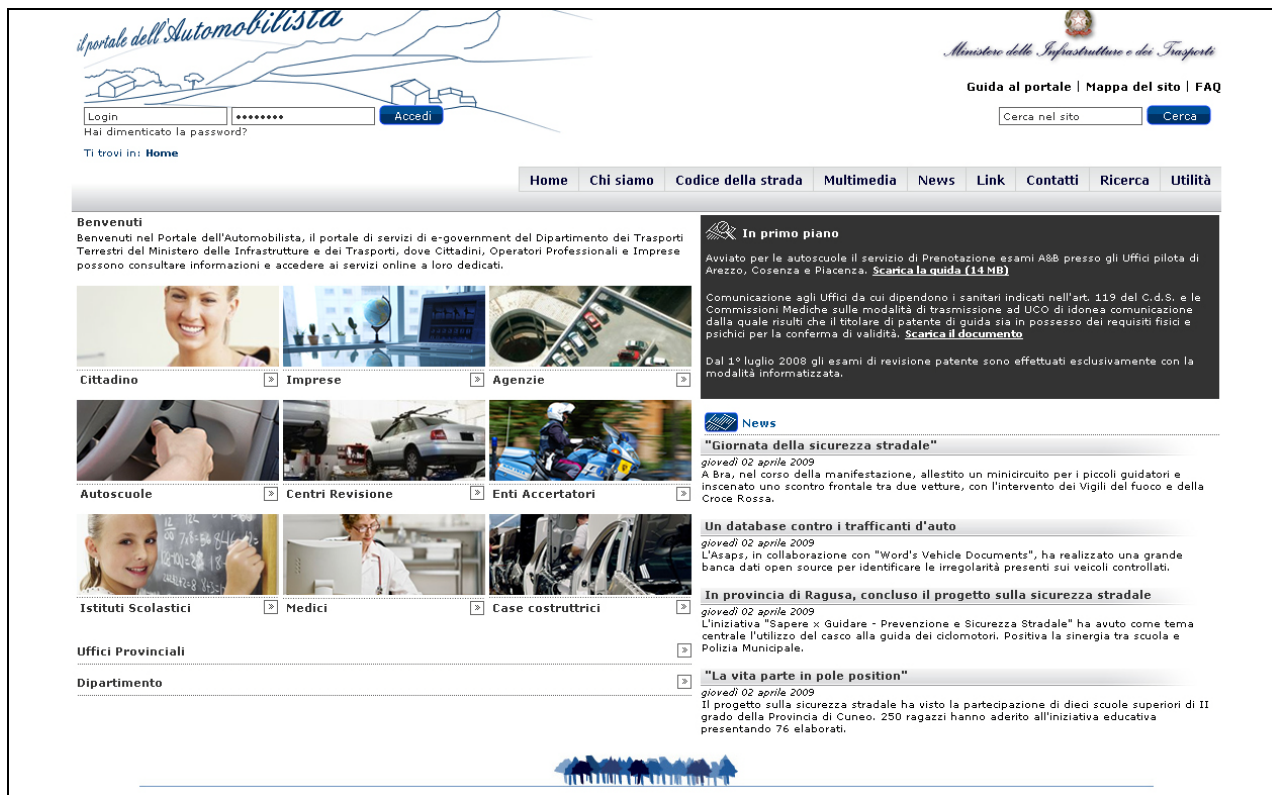 il portale dell'Automobilista
Ministero delle Infrastrutture e dei Trasporti
Guida al portale | Mappa del sito | FAQ
Login •••••••• Accedi
Cerca nel sito Cerca
Hai dimenticato la password?
Ti trovi in: Home
Home Chi siamo Codice della strada Multimedia News Link Contatti Ricerca Utilità
Benvenuti
Benvenuti nel Portale dell'Automobilista, il portale di servizi di e-government del Dipartimento dei Trasporti
Terrestri del Ministero delle Infrastrutture e dei Trasporti, dove Cittadini, Operatori Professionali e Imprese
possono consultare informazioni e accedere ai servizi online a loro dedicati.
Cittadino
Imprese
Agenzie
Autoscuole
Centri Revisione
Enti Accertatori
Istituti Scolastici
Medici
Case costruttrici
Uffici Provinciali
Dipartimento
In primo piano
Avviato per le autoscuole il servizio di Prenotazione esami A&B presso gli Uffici pilota di
Arezzo, Cosenza e Piacenza. Scarica la guida (14 MB)
Comunicazione agli Uffici da cui dipendono i sanitari indicati nell'art. 119 del C.d.S. e le
Commissioni Mediche sulle modalità di trasmissione ad UCO di idonea comunicazione
dalla quale risulti che il titolare di patente di guida sia in possesso dei requisiti fisici e
psichici per la conferma di validità. Scarica il documento
Dal 1° luglio 2008 gli esami di revisione patente sono effettuati esclusivamente con la
modalità informatizzata.
News
"Giornata della sicurezza stradale"
giovedì 02 aprile 2009
A Bra, nel corso della manifestazione, allestito un minicircuito per i piccoli guidatori e
inscenato uno scontro frontale tra due vetture, con l'intervento dei Vigili del fuoco e della
Croce Rossa.
Un database contro i trafficanti d'auto
giovedì 02 aprile 2009
L'Asaps, in collaborazione con "Word's Vehicle Documents", ha realizzato una grande
banca dati open source per identificare le irregolarità presenti sui veicoli controllati.
In provincia di Ragusa, concluso il progetto sulla sicurezza stradale
giovedì 02 aprile 2009
L'iniziativa "Sapere x Guidare - Prevenzione e Sicurezza Stradale" ha avuto come tema
centrale l'utilizzo del casco alla guida dei ciclomotori. Positiva la sinergia tra scuola e
Polizia Municipale.
"La vita parte in pole position"
giovedì 02 aprile 2009
Il progetto sulla sicurezza stradale ha visto la partecipazione di dieci scuole superiori di II
grado della Provincia di Cuneo. 250 ragazzi hanno aderito all'iniziativa educativa
presentando 76 elaborati.